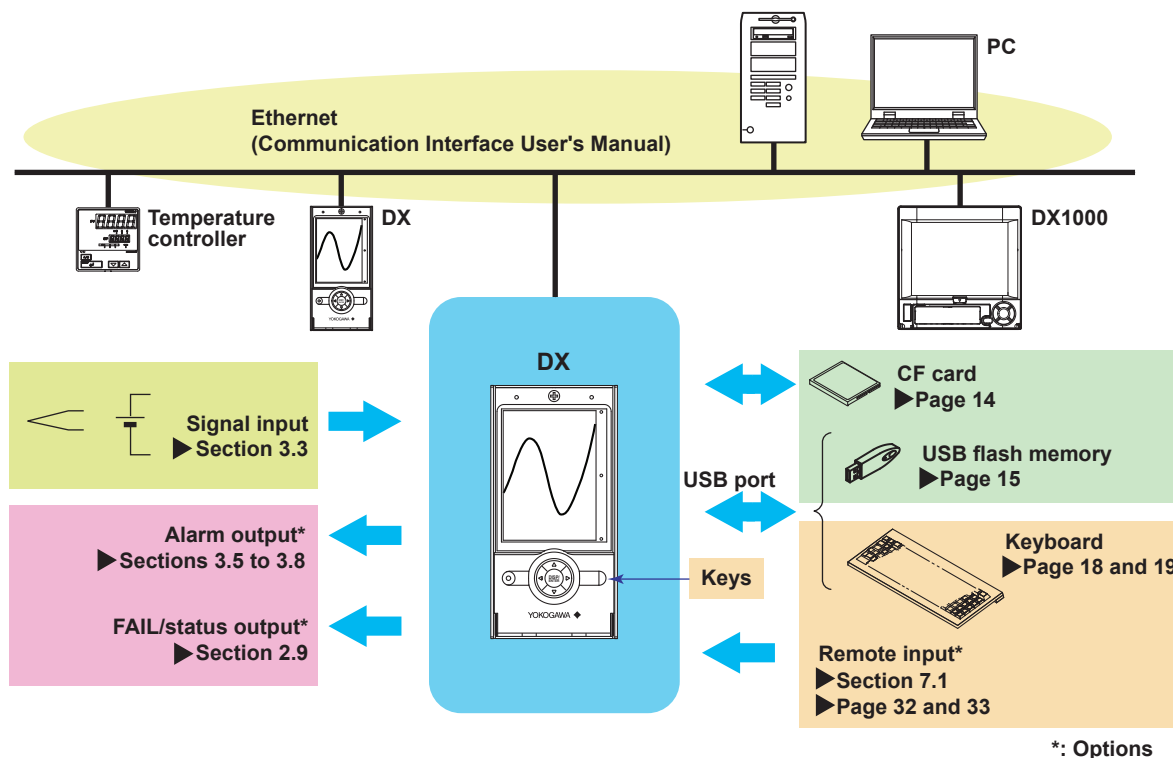 PC
Ethernet
(Communication Interface User's Manual)
Temperature
controller
DX
DX1000
YOKOGAWA
DX
Signal input
▶Section 3.3
Alarm output*
▶Sections 3.5 to 3.8
FAIL/status output*
▶Section 2.9
YOKOGAWA
Keys
USB port
CF card
▶Page 14
USB flash memory
▶Page 15
Keyboard
▶Page 18 and 19
Remote input*
▶Section 7.1
▶Page 32 and 33
*: Options